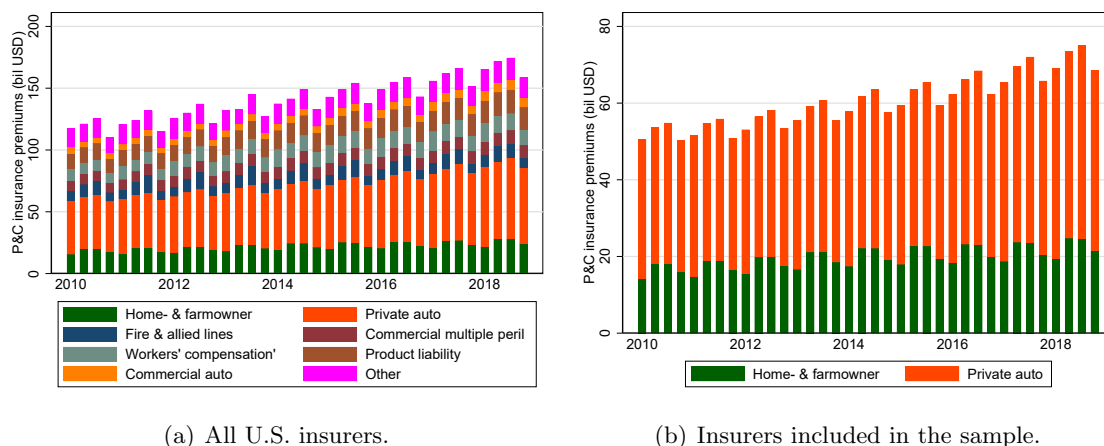 P&C insurance premiums (bil USD)
0 50 100 150 200
2010 2012 2014 2016 2018
Home- & farmowner Private auto
Fire & allied lines Commercial multiple peril
Workers' compensation' Product liability
Commercial auto Other
(a) All U.S. insurers.
P&C insurance premiums (bil USD)
0 20 40 60 80
2010 2012 2014 2016 2018
Home- & farmowner Private auto
(b) Insurers included in the sample.